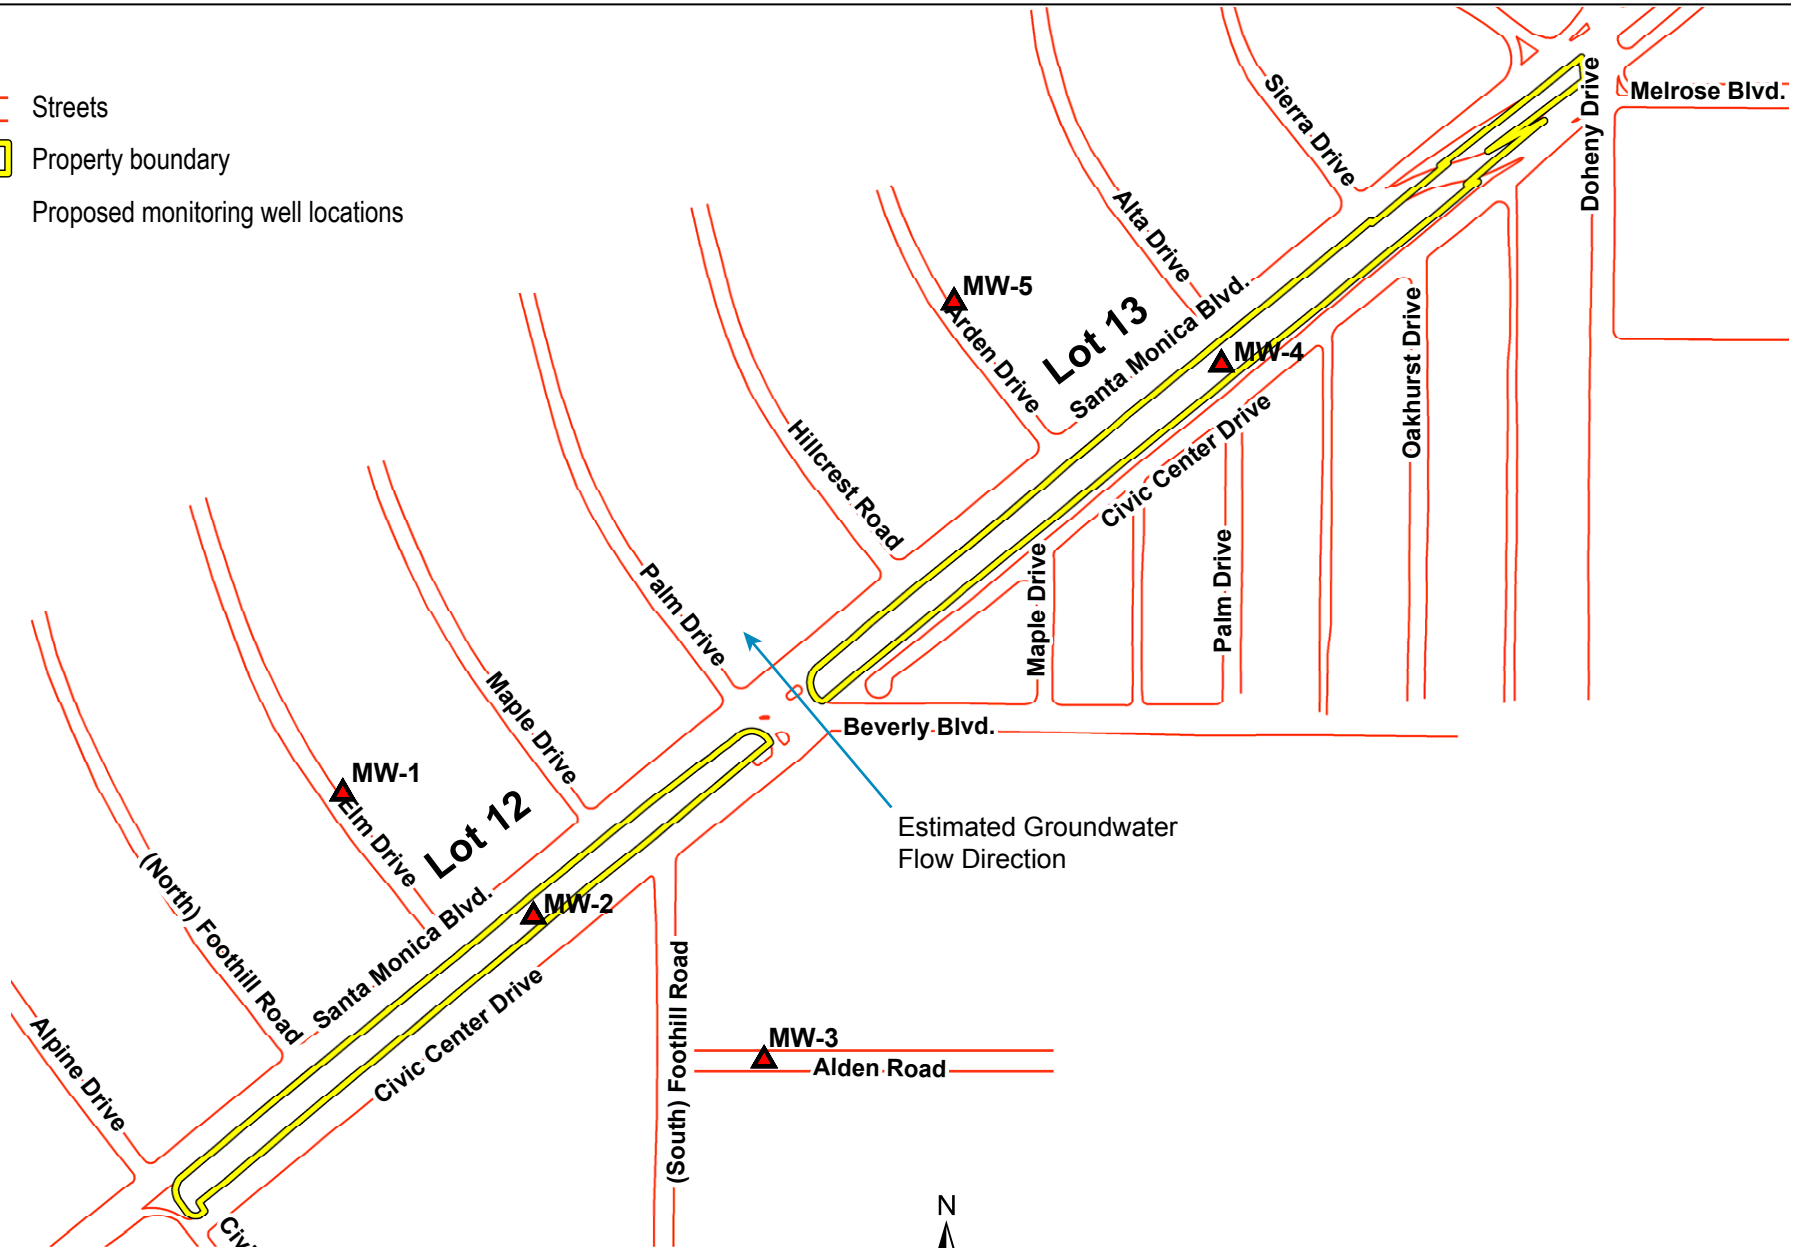 Streets
Property boundary
Proposed monitoring well locations
Melrose Blvd.
Doheny Drive
Sierra Drive
Alta Drive
MW-5
Arden Drive
Lot 13
Santa Monica Blvd.
MW-4
Oakhurst Drive
Civic Center Drive
Hillcrest Road
Palm Drive
Maple Drive
Palm Drive
Beverly Blvd.
Maple Drive
MW-1
Elm Drive
Lot 12
Estimated Groundwater
Flow Direction
(North) Foothill Road
Santa Monica Blvd.
MW-2
Civic Center Drive
(South) Foothill Road
MW-3
Alden Road
Alpine Drive
N